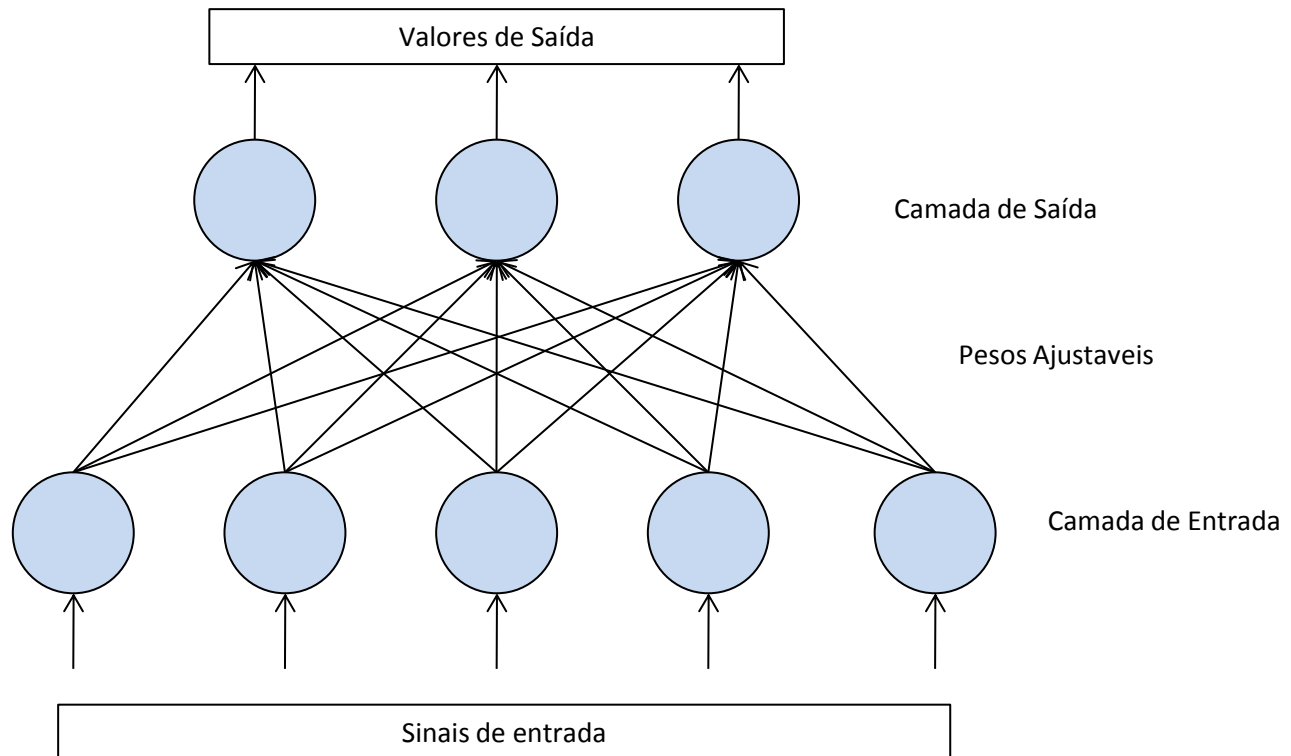 Valores de Saída
Camada de Saída
Pesos Ajustaveis
Camada de Entrada
Sinais de entrada